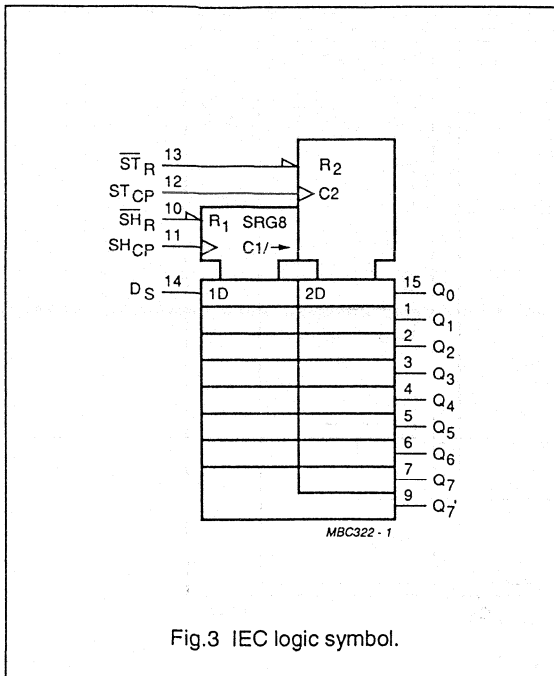 S̅T̅R 13
STCP 12
R2
C2
S̅H̅R 10
SHCP 11
R1 SRG8
C1/→
DS 14
1D 2D
15 Q0
1 Q1
2 Q2
3 Q3
4 Q4
5 Q5
6 Q6
7 Q7
9 Q7'
MBC322 - 1
Fig.3 IEC logic symbol.